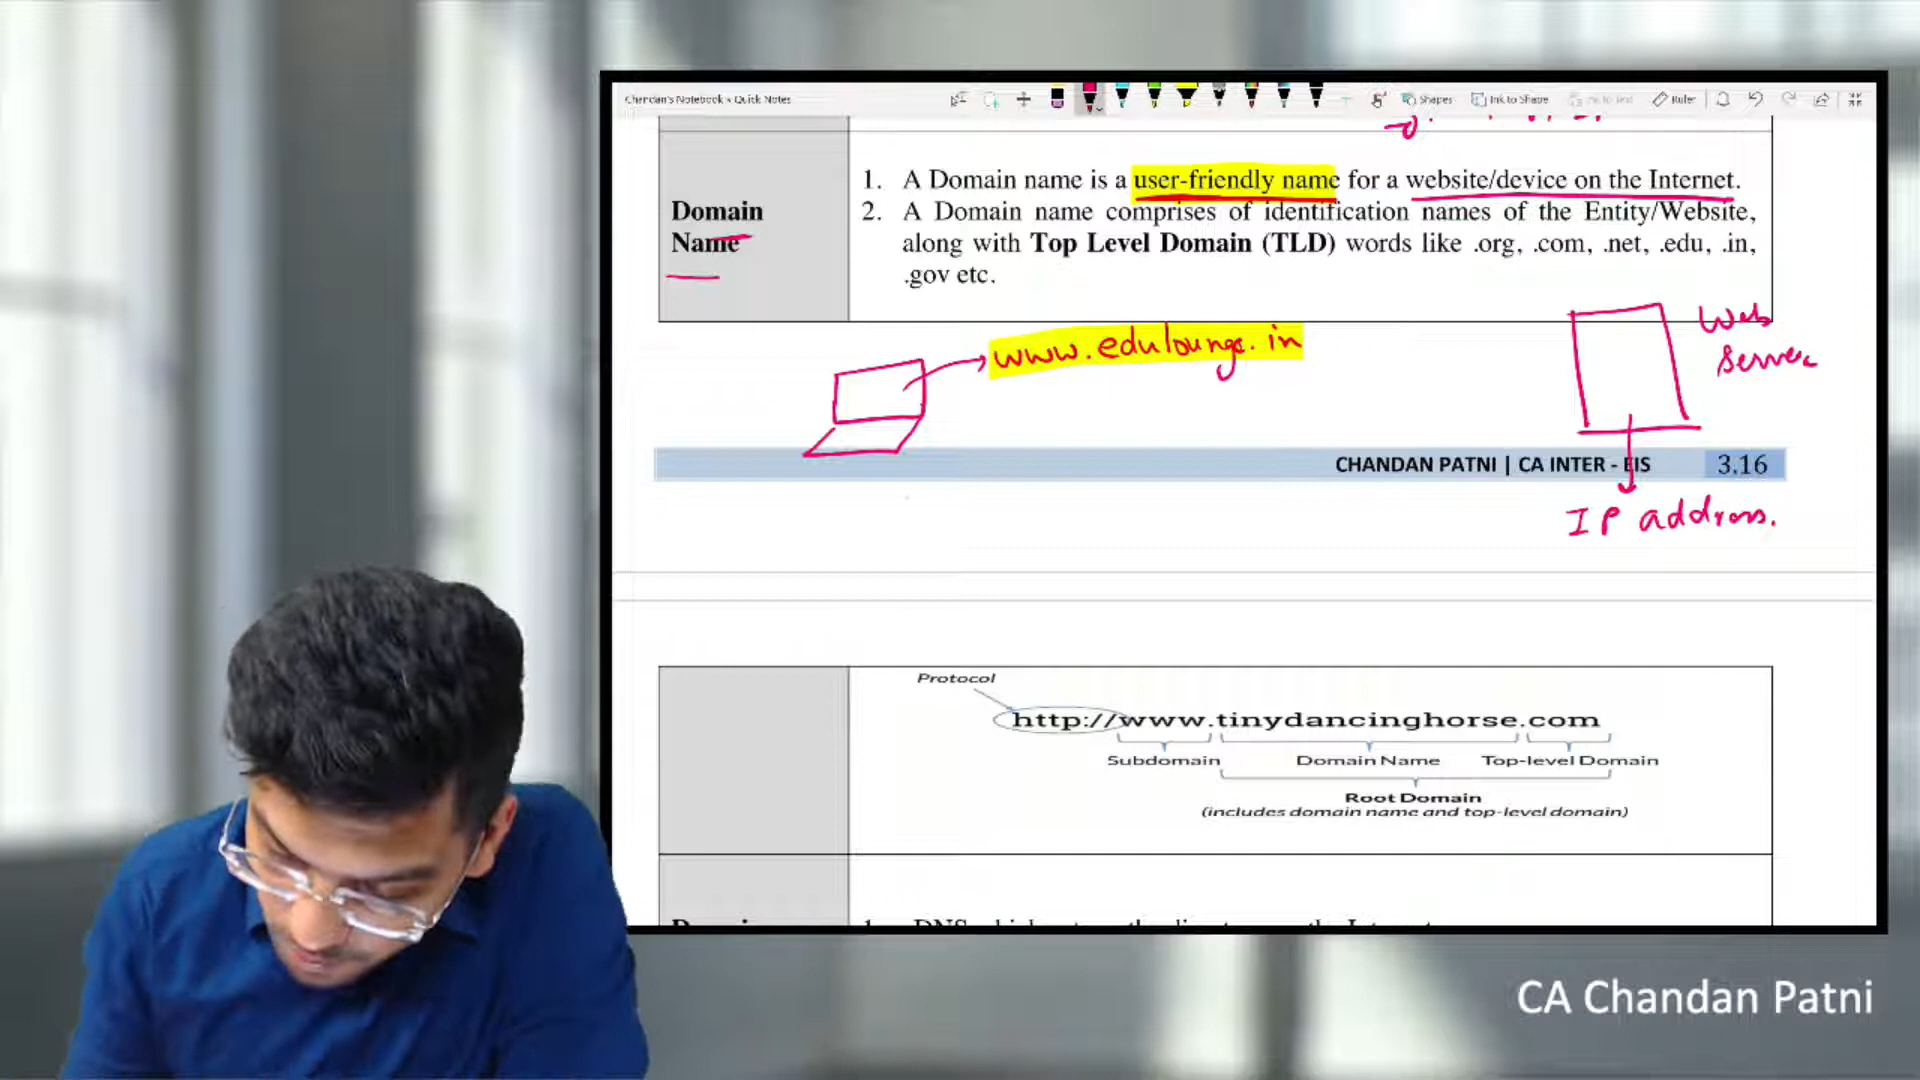 Chandan's Notebook » Quick Notes
Shapes
Ink to Shape
Ruler
Domain
Name
1. A Domain name is a user-friendly name for a website/device on the Internet.
2. A Domain name comprises of identification names of the Entity/Website,
along with Top Level Domain (TLD) words like .org, .com, .net, .edu, .in,
.gov etc.
www.edulounge.in
Web
Server
CHANDAN PATNI | CA INTER - EIS 3.16
IP address.
Protocol
http://www.tinydancinghorse.com
Subdomain Domain Name Top-level Domain
Root Domain
(includes domain name and top-level domain)
CA Chandan Patni